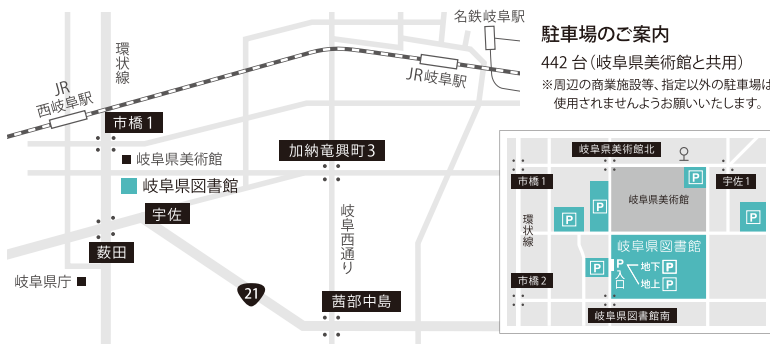 名鉄岐阜駅
環状線
JR
西岐阜駅
JR岐阜駅
市橋1
岐阜県美術館
加納竜興町3
岐阜県図書館
宇佐
薮田
岐阜西通り
岐阜県庁
21
茜部中島
駐車場のご案内
442台(岐阜県美術館と共用)
※周辺の商業施設等、指定以外の駐車場は
使用されませんようお願いいたします。
岐阜県美術館北
市橋1
P
宇佐1
P
岐阜県美術館
P
P
環状線
岐阜県図書館
P
P入口
地下P
地上P
市橋2
岐阜県図書館南